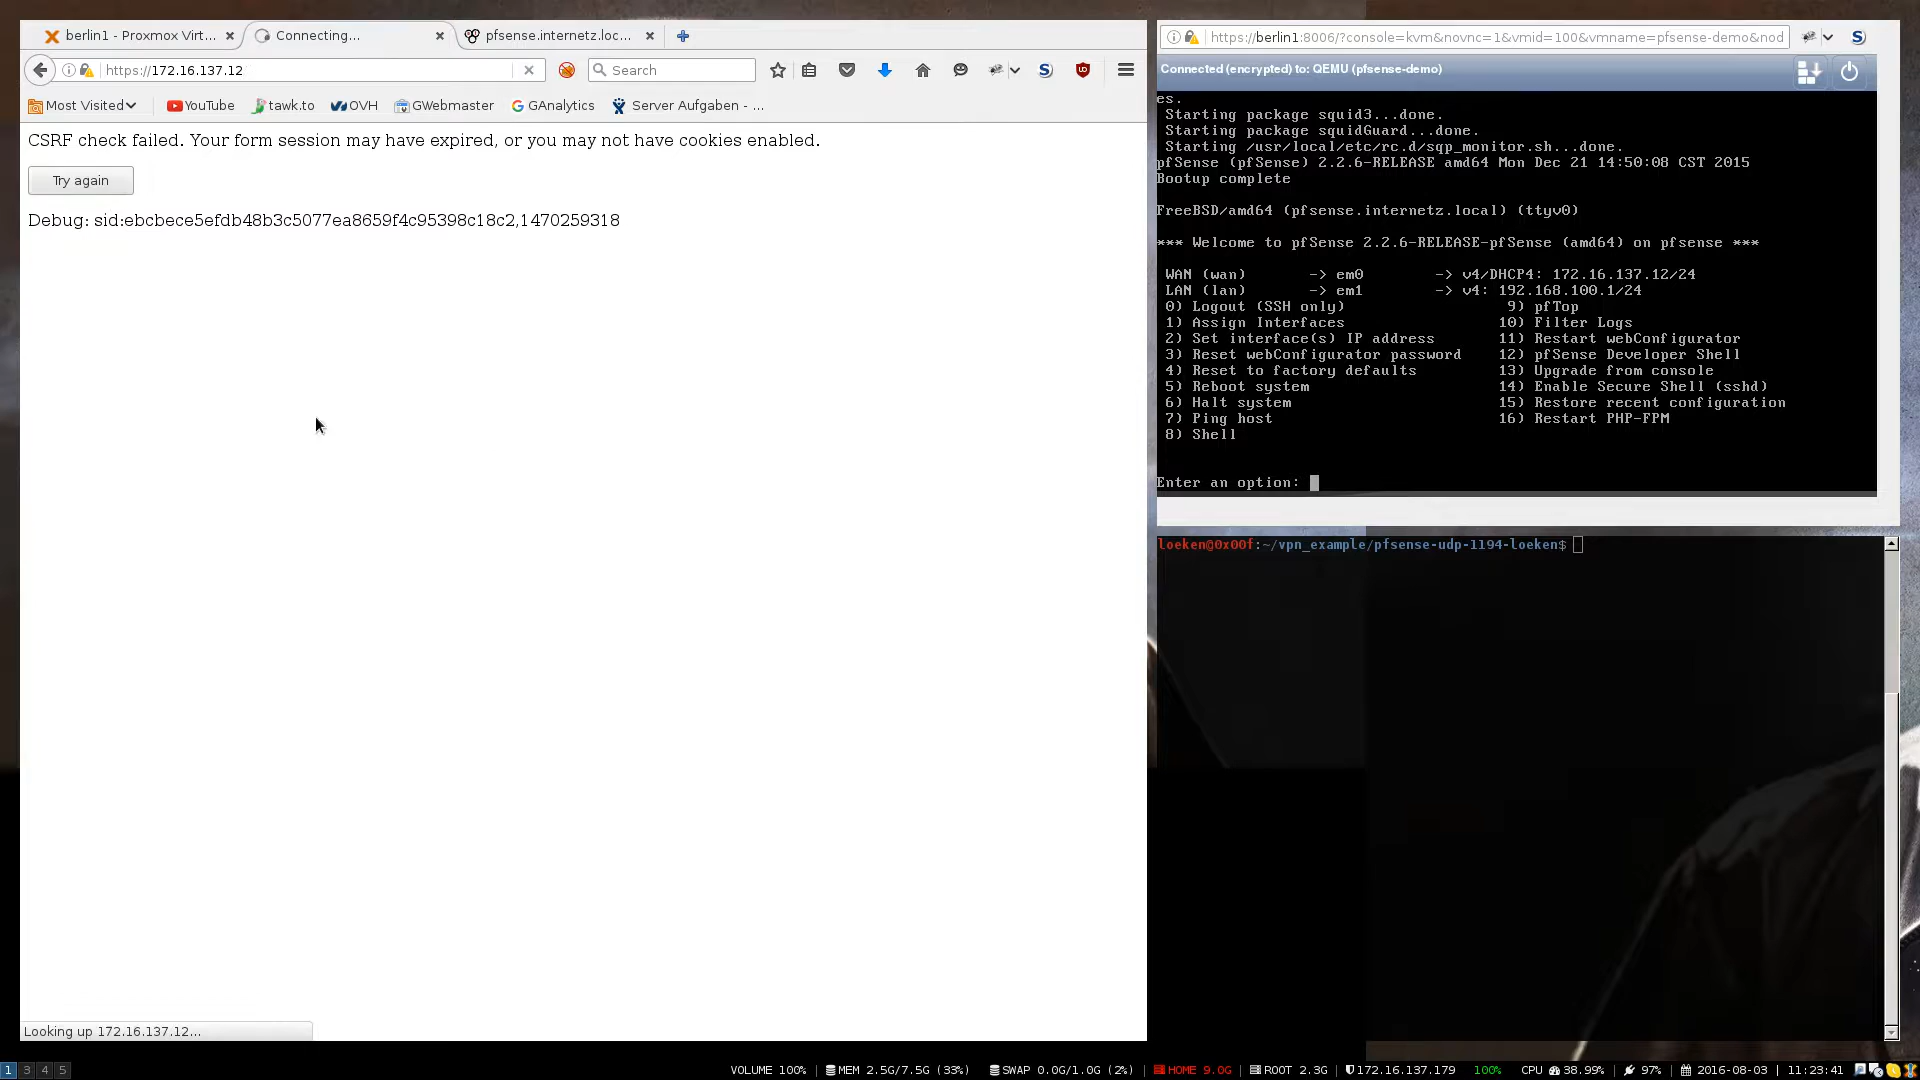 berlin1 - Proxmox Virt...
Connecting...
pfsense.internetz.loc...
https://172.16.137.12
Search
Most Visited
YouTube
tawk.to
OVH
GWebmaster
GAnalytics
Server Aufgaben - ...
CSRF check failed. Your form session may have expired, or you may not have cookies enabled.
Try again
Debug: sid:ebcbece5efdb48b3c5077ea8659f4c95398c18c2,1470259318
Looking up 172.16.137.12...
https://berlin1:8006/?console=kvm&novnc=1&vmid=100&vmname=pfsense-demo&nod
Connected (encrypted) to: QEMU (pfsense-demo)
es.
Starting package squid3...done.
Starting package squidGuard...done.
Starting /usr/local/etc/rc.d/sqp_monitor.sh...done.
pfSense (pfSense) 2.2.6-RELEASE amd64 Mon Dec 21 14:50:08 CST 2015
Bootup complete
FreeBSD/amd64 (pfsense.internetz.local) (ttyv0)
*** Welcome to pfSense 2.2.6-RELEASE-pfSense (amd64) on pfsense ***
WAN (wan) -> em0 -> v4/DHCP4: 172.16.137.12/24
LAN (lan) -> em1 -> v4: 192.168.100.1/24
0) Logout (SSH only) 9) pfTop
1) Assign Interfaces 10) Filter Logs
2) Set interface(s) IP address 11) Restart webConfigurator
3) Reset webConfigurator password 12) pfSense Developer Shell
4) Reset to factory defaults 13) Upgrade from console
5) Reboot system 14) Enable Secure Shell (sshd)
6) Halt system 15) Restore recent configuration
7) Ping host 16) Restart PHP-FPM
8) Shell
Enter an option:
loeken@0x00f:~/vpn_example/pfsense-udp-1194-loeken$
1 3 4 5
VOLUME 100% | MEM 2.5G/7.5G (33%) | SWAP 0.0G/1.0G (2%) | HOME 9.0G | ROOT 2.3G | 172.16.137.179 100% CPU 38.99% | 97% | 2016-08-03 | 11:23:41